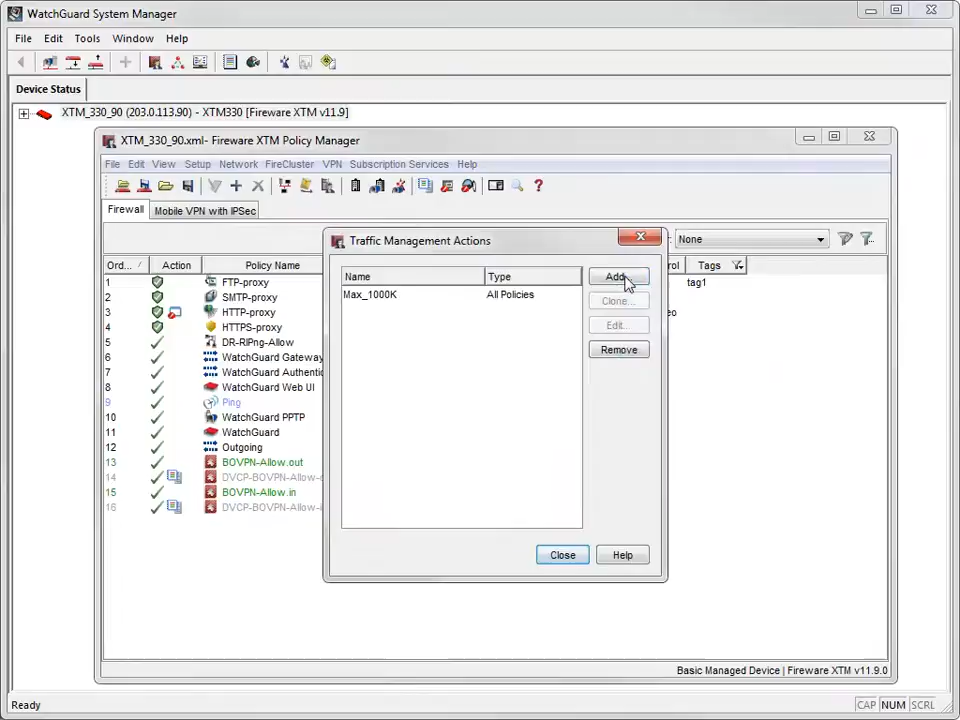 WatchGuard System Manager
File Edit Tools Window Help
Device Status
XTM_330_90 (203.0.113.90) - XTM330 [Fireware XTM v11.9]
XTM_330_90.xml- Fireware XTM Policy Manager
File Edit View Setup Network FireCluster VPN Subscription Services Help
Firewall Mobile VPN with IPSec
None
Ord... Action Policy Name Tags
Traffic Management Actions
Name Type
Max_1000K All Policies
Add...
Clone...
Edit...
Remove
Close Help
1 FTP-proxy tag1
2 SMTP-proxy
3 HTTP-proxy
4 HTTPS-proxy
5 DR-RIPng-Allow
6 WatchGuard Gateway
7 WatchGuard Authentic
8 WatchGuard Web UI
9 Ping
10 WatchGuard PPTP
11 WatchGuard
12 Outgoing
13 BOVPN-Allow.out
14 DVCP-BOVPN-Allow-
15 BOVPN-Allow.in
16 DVCP-BOVPN-Allow-
Basic Managed Device | Fireware XTM v11.9.0
Ready CAP NUM SCRL